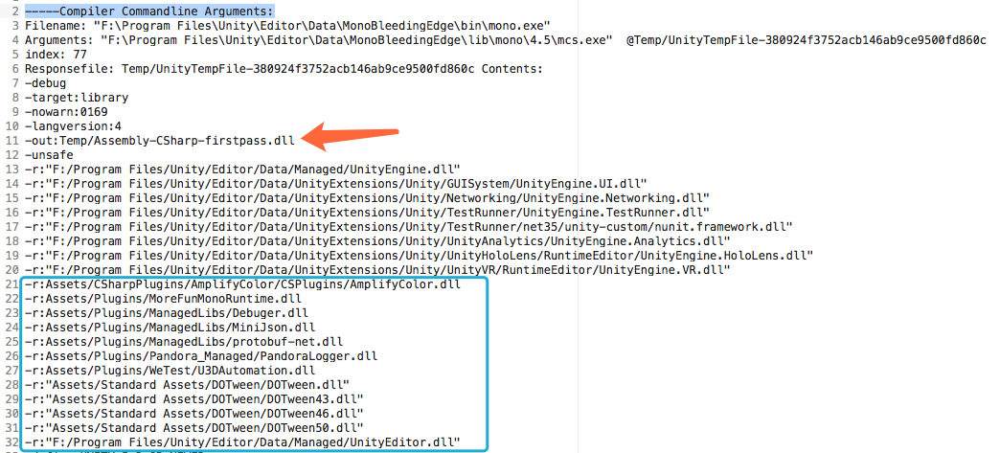 2 -----Compiler Commandline Arguments:
3 Filename: "F:\Program Files\Unity\Editor\Data\MonoBleedingEdge\bin\mono.exe"
4 Arguments: "F:\Program Files\Unity\Editor\Data\MonoBleedingEdge\lib\mono\4.5\mcs.exe"  @Temp/UnityTempFile-380924f3752acb146ab9ce9500fd860c
5 index: 77
6 Responsefile: Temp/UnityTempFile-380924f3752acb146ab9ce9500fd860c Contents:
7 -debug
8 -target:library
9 -nowarn:0169
10 -langversion:4
11 -out:Temp/Assembly-CSharp-firstpass.dll
12 -unsafe
13 -r:"F:/Program Files/Unity/Editor/Data/Managed/UnityEngine.dll"
14 -r:"F:/Program Files/Unity/Editor/Data/UnityExtensions/Unity/GUISystem/UnityEngine.UI.dll"
15 -r:"F:/Program Files/Unity/Editor/Data/UnityExtensions/Unity/Networking/UnityEngine.Networking.dll"
16 -r:"F:/Program Files/Unity/Editor/Data/UnityExtensions/Unity/TestRunner/UnityEngine.TestRunner.dll"
17 -r:"F:/Program Files/Unity/Editor/Data/UnityExtensions/Unity/TestRunner/net35/unity-custom/nunit.framework.dll"
18 -r:"F:/Program Files/Unity/Editor/Data/UnityExtensions/Unity/UnityAnalytics/UnityEngine.Analytics.dll"
19 -r:"F:/Program Files/Unity/Editor/Data/UnityExtensions/Unity/UnityHoloLens/RuntimeEditor/UnityEngine.HoloLens.dll"
20 -r:"F:/Program Files/Unity/Editor/Data/UnityExtensions/Unity/UnityVR/RuntimeEditor/UnityEngine.VR.dll"
21 -r:Assets/CSharpPlugins/AmplifyColor/CSPlugins/AmplifyColor.dll
22 -r:Assets/Plugins/MoreFunMonoRuntime.dll
23 -r:Assets/Plugins/ManagedLibs/Debuger.dll
24 -r:Assets/Plugins/ManagedLibs/MiniJson.dll
25 -r:Assets/Plugins/ManagedLibs/protobuf-net.dll
26 -r:Assets/Plugins/Pandora_Managed/PandoraLogger.dll
27 -r:Assets/Plugins/WeTest/U3DAutomation.dll
28 -r:"Assets/Standard Assets/DOTween/DOTween.dll"
29 -r:"Assets/Standard Assets/DOTween/DOTween43.dll"
30 -r:"Assets/Standard Assets/DOTween/DOTween46.dll"
31 -r:"Assets/Standard Assets/DOTween/DOTween50.dll"
32 -r:"F:/Program Files/Unity/Editor/Data/Managed/UnityEditor.dll"